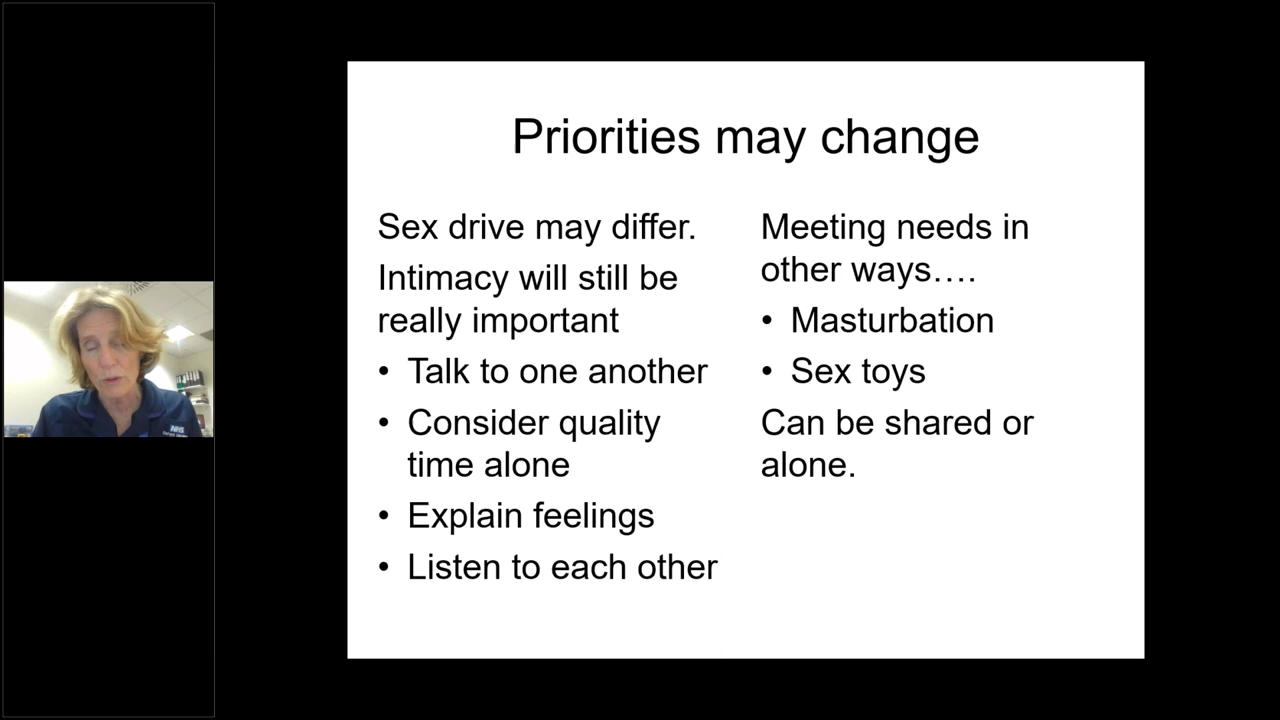 Priorities may change
Sex drive may differ.
Intimacy will still be
really important
• Talk to one another
• Consider quality
time alone
• Explain feelings
• Listen to each other
Meeting needs in
other ways….
• Masturbation
• Sex toys
Can be shared or
alone.
NHS